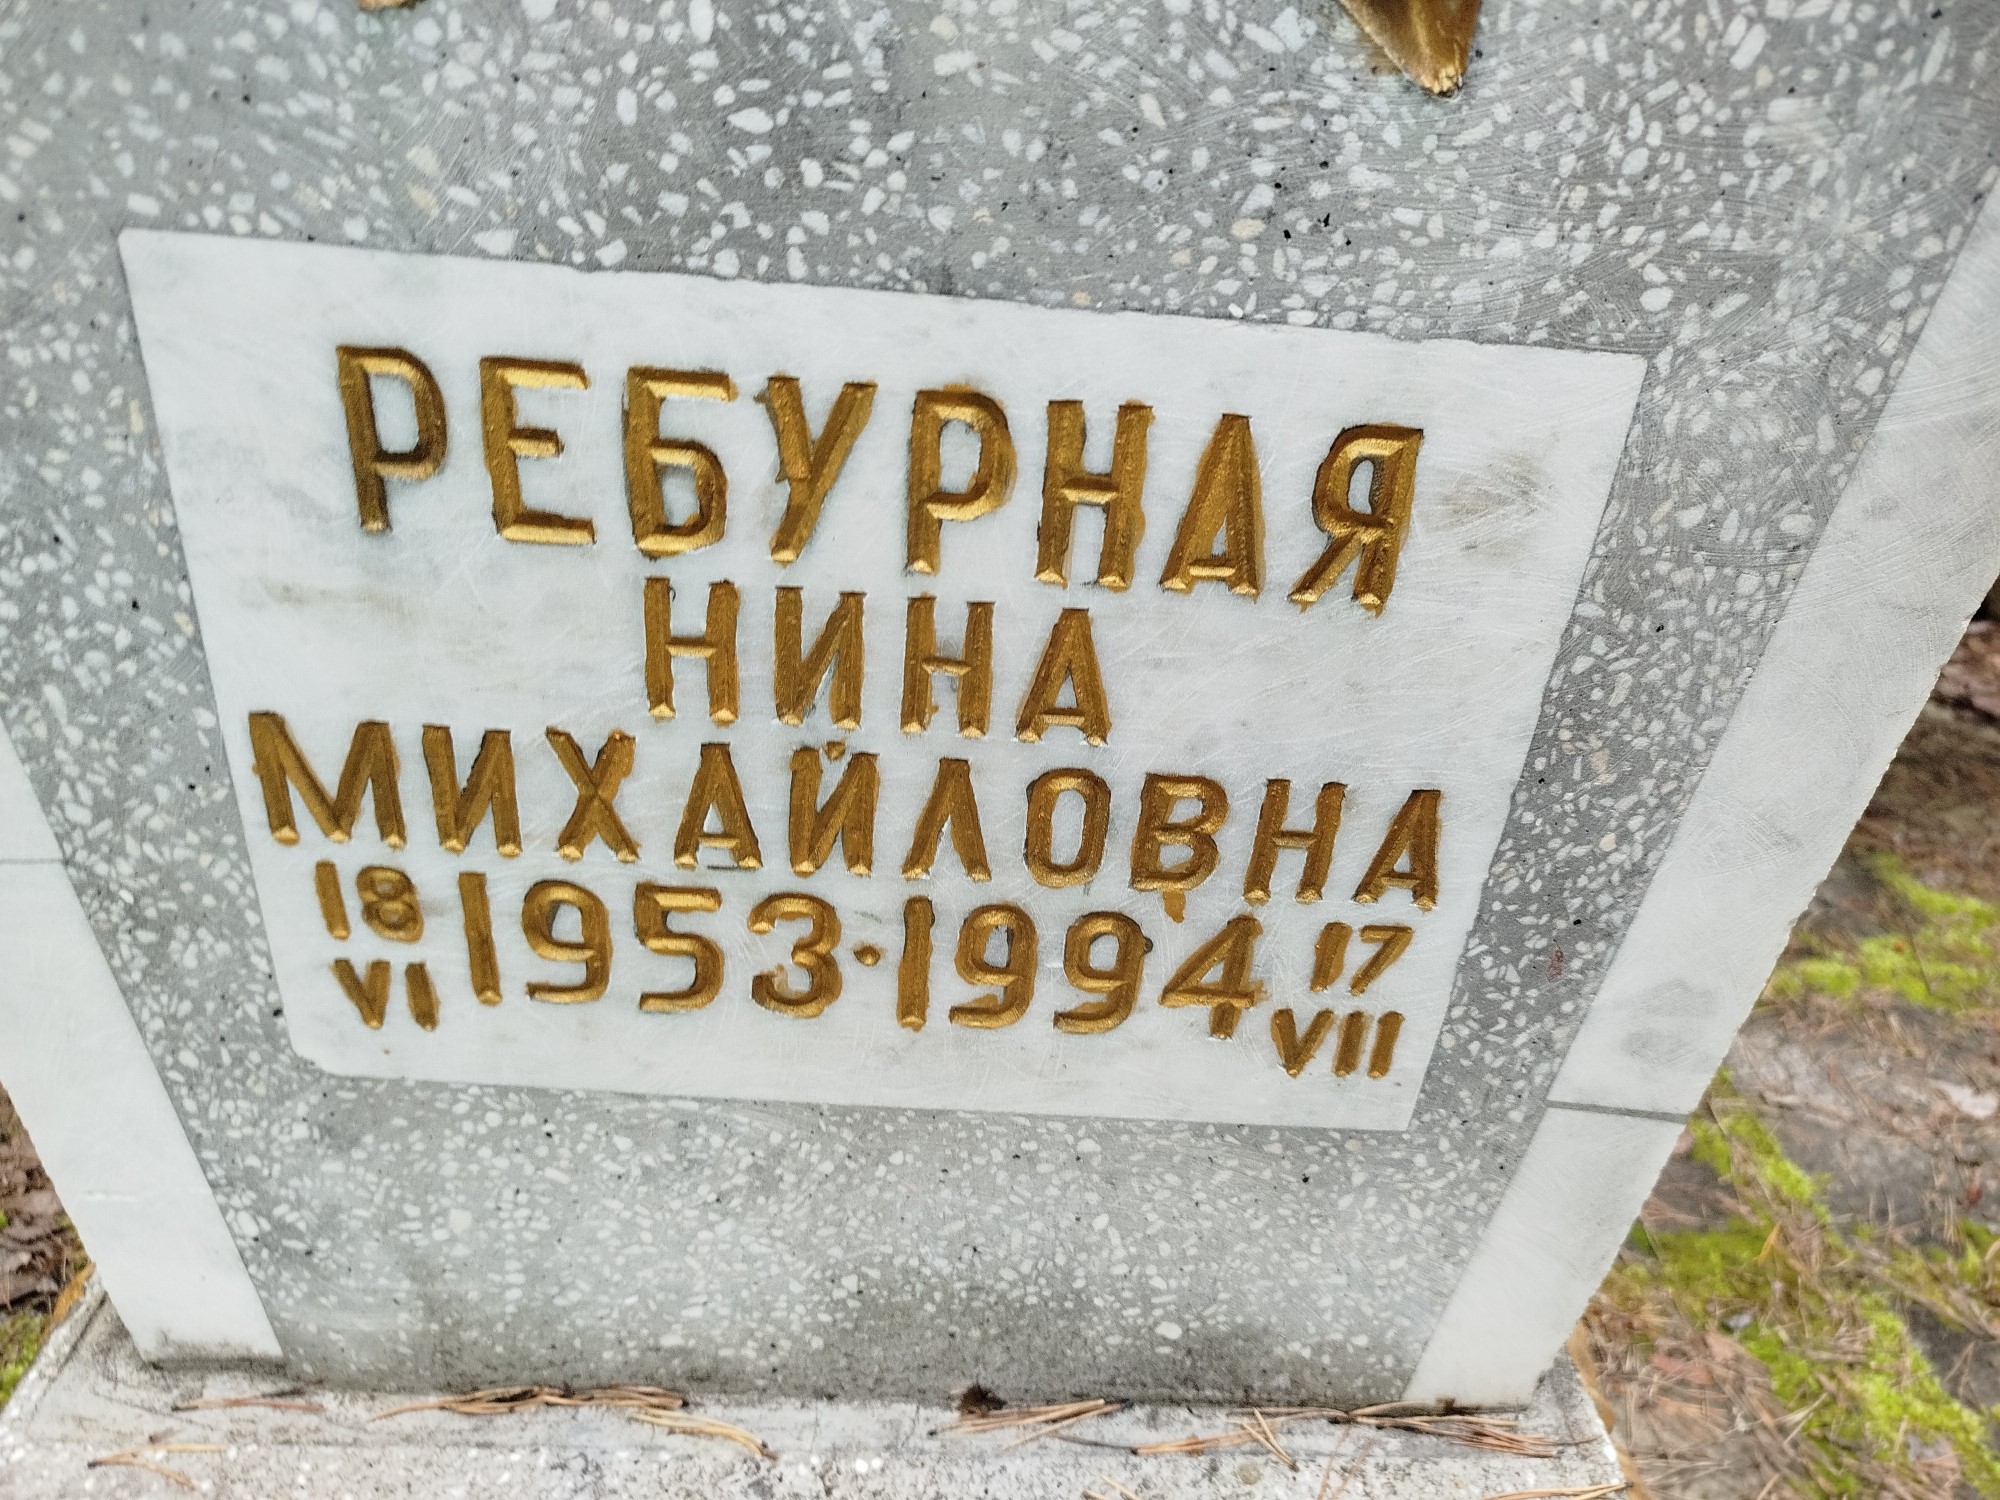 РЕБУРНАЯ
НИНА
МИХАЙЛОВНА
18 VI 1953·1994 17 VII